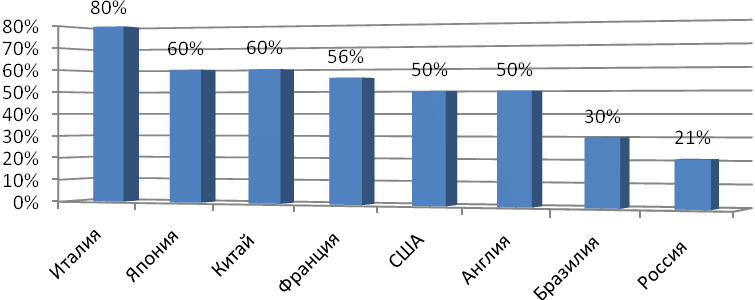 80%
60%
60%
56%
50%
50%
30%
21%
80%
70%
60%
50%
40%
30%
20%
10%
0%
Италия
Япония
Китай
Франция
США
Англия
Бразилия
Россия